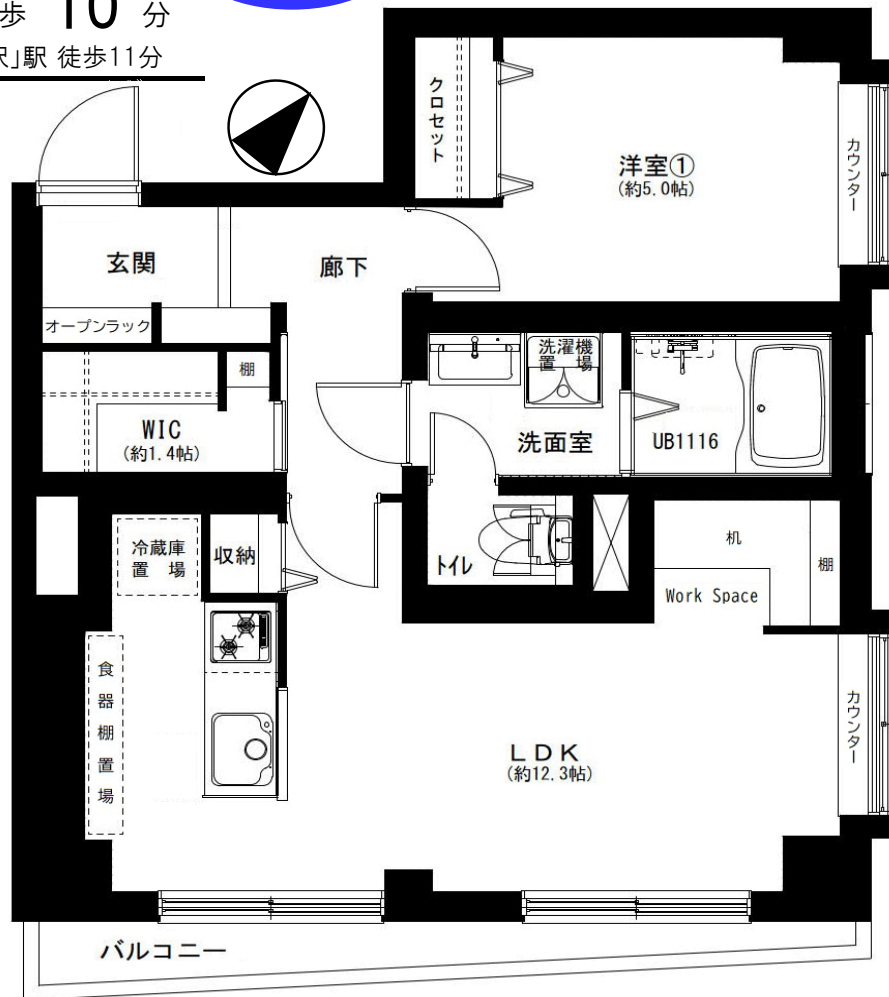 歩 10 分
沢」駅 徒歩11分
クロセット
洋室①
(約5.0帖)
カウンター
玄関
廊下
オープンラック
棚
洗濯機
置場
WIC
(約1.4帖)
洗面室
UB1116
冷蔵庫
置場
収納
トイレ
机
棚
Work Space
食器棚置場
LDK
(約12.3帖)
カウンター
バルコニー